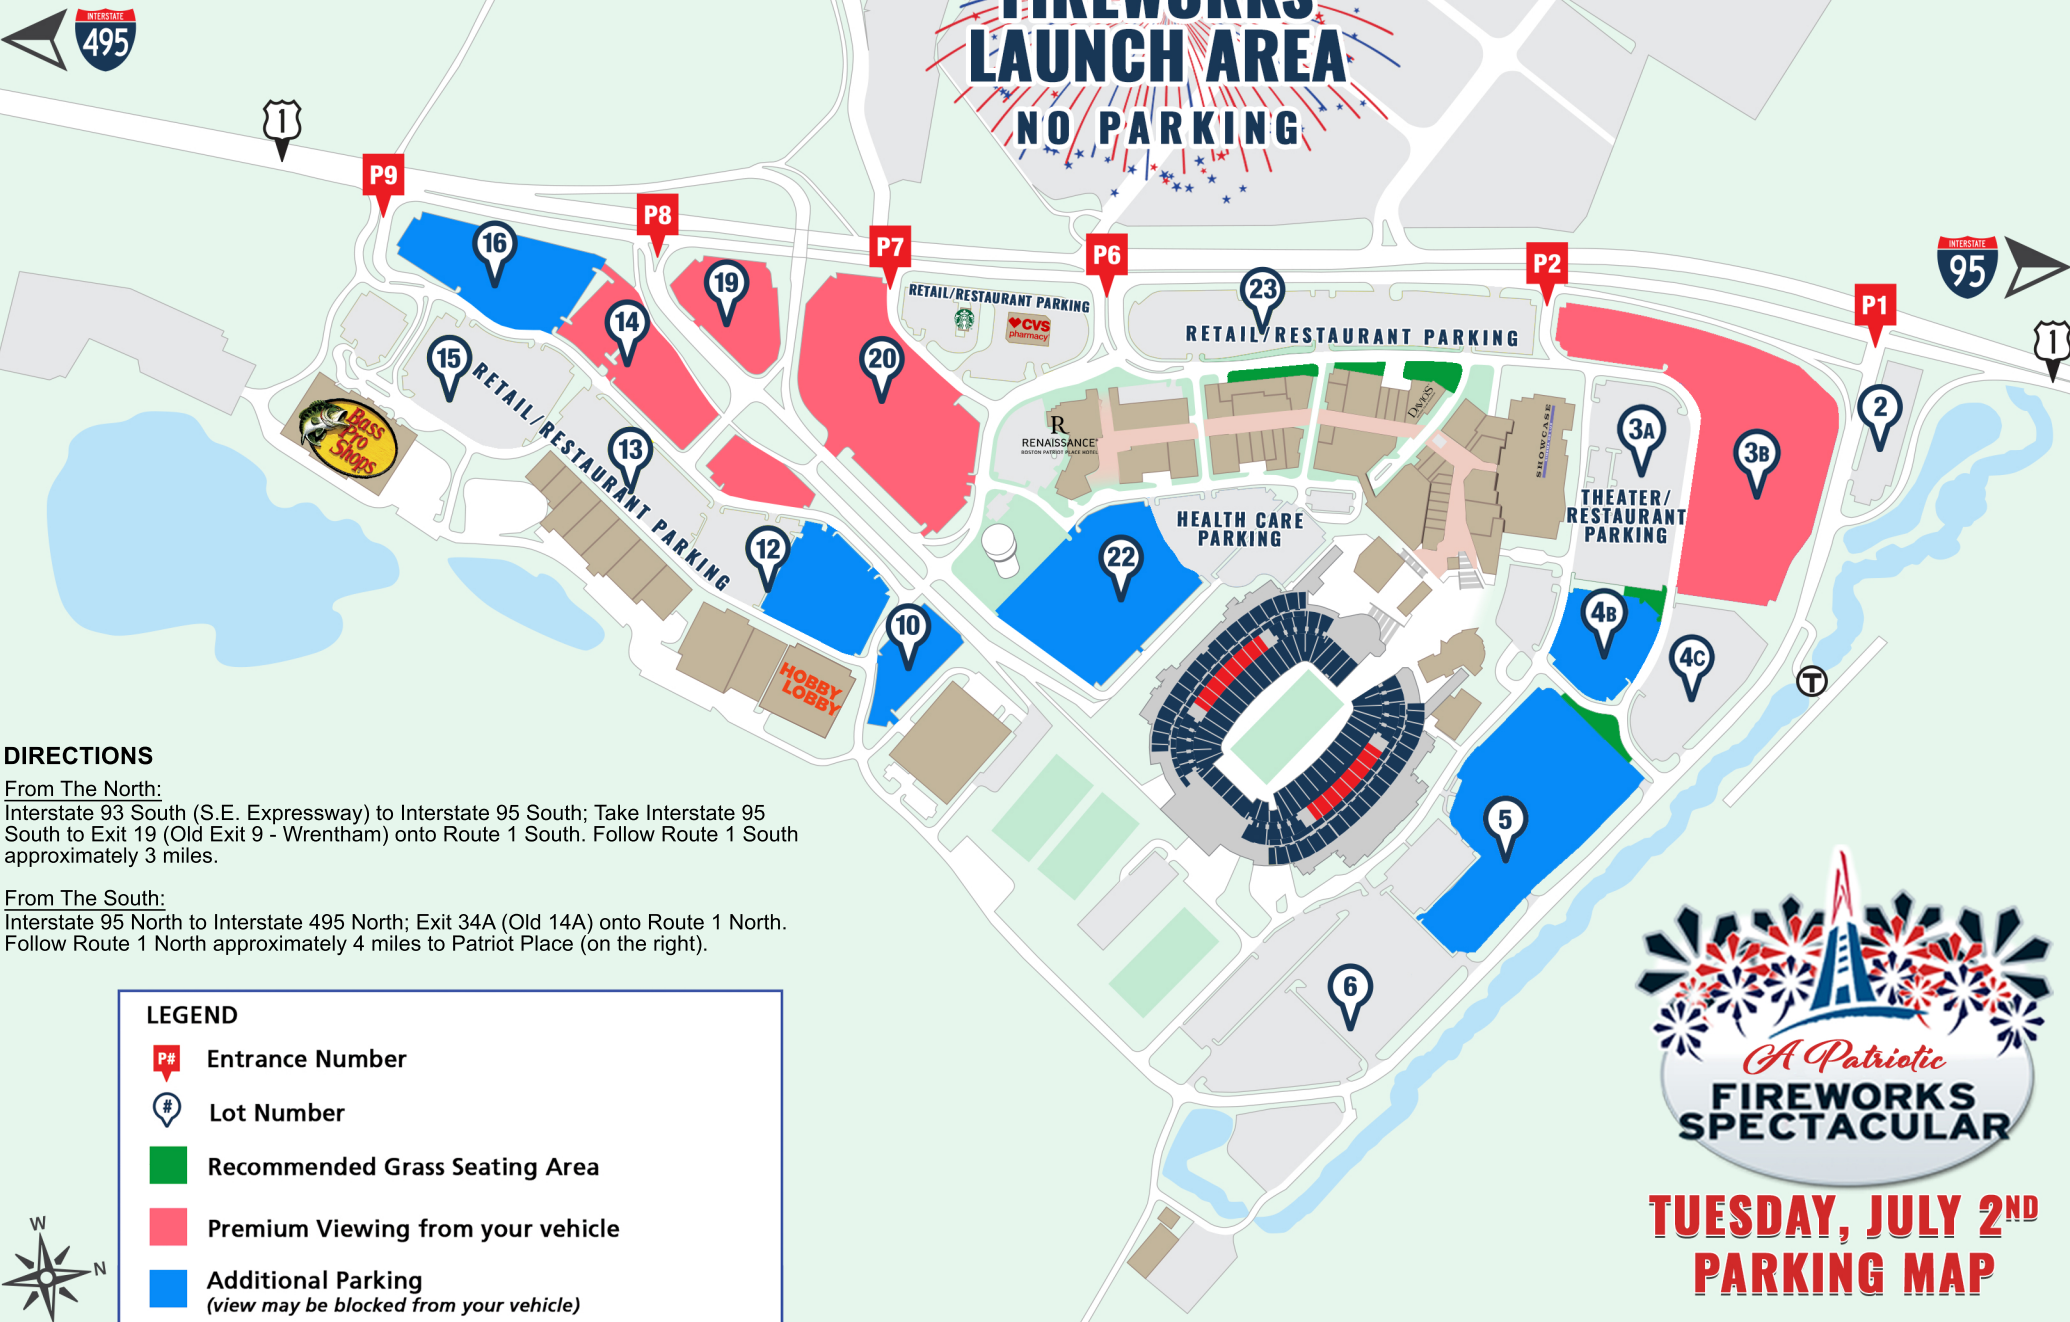 FIREWORKS
LAUNCH AREA
NO PARKING
INTERSTATE
495
1
P9
P8
P7
P6
P2
P1
INTERSTATE
95
1
16
14
19
20
RETAIL/RESTAURANT PARKING
CVS
pharmacy
23
RETAIL/RESTAURANT PARKING
2
3A
3B
THEATER/
RESTAURANT
PARKING
SHOWCASE
DAVIO'S
R
RENAISSANCE
BOSTON PATRIOT PLACE HOTEL
15
RETAIL/RESTAURANT PARKING
Bass
Pro
Shops
13
12
10
22
HEALTH CARE
PARKING
4B
4C
T
HOBBY
LOBBY
5
6
DIRECTIONS
From The North:
Interstate 93 South (S.E. Expressway) to Interstate 95 South; Take Interstate 95
South to Exit 19 (Old Exit 9 - Wrentham) onto Route 1 South. Follow Route 1 South
approximately 3 miles.
From The South:
Interstate 95 North to Interstate 495 North; Exit 34A (Old 14A) onto Route 1 North.
Follow Route 1 North approximately 4 miles to Patriot Place (on the right).
LEGEND
P# Entrance Number
# Lot Number
Recommended Grass Seating Area
Premium Viewing from your vehicle
Additional Parking
(view may be blocked from your vehicle)
W
N
A Patriotic
FIREWORKS
SPECTACULAR
TUESDAY, JULY 2ND
PARKING MAP